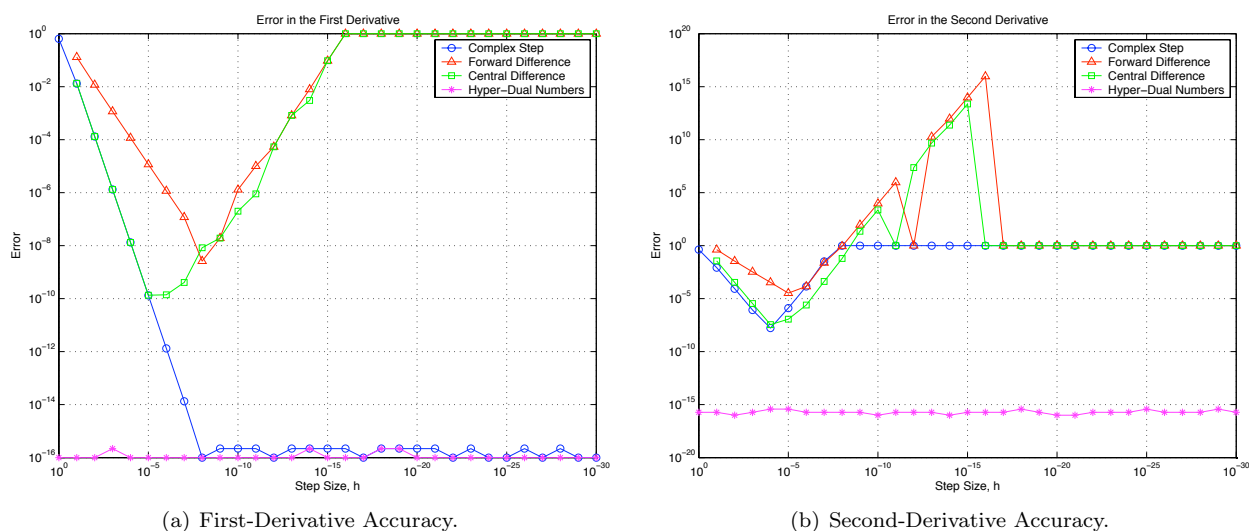 Error in the First Derivative
10^0
10^-2
10^-4
10^-6
10^-8
10^-10
10^-12
10^-14
10^-16
Error
Complex Step
Forward Difference
Central Difference
Hyper-Dual Numbers
10^0 10^-5 10^-10 10^-15 10^-20 10^-25 10^-30
Step Size, h
(a) First-Derivative Accuracy.
Error in the Second Derivative
10^20
10^15
10^10
10^5
10^0
10^-5
10^-10
10^-15
10^-20
Error
Complex Step
Forward Difference
Central Difference
Hyper-Dual Numbers
10^0 10^-5 10^-10 10^-15 10^-20 10^-25 10^-30
Step Size, h
(b) Second-Derivative Accuracy.